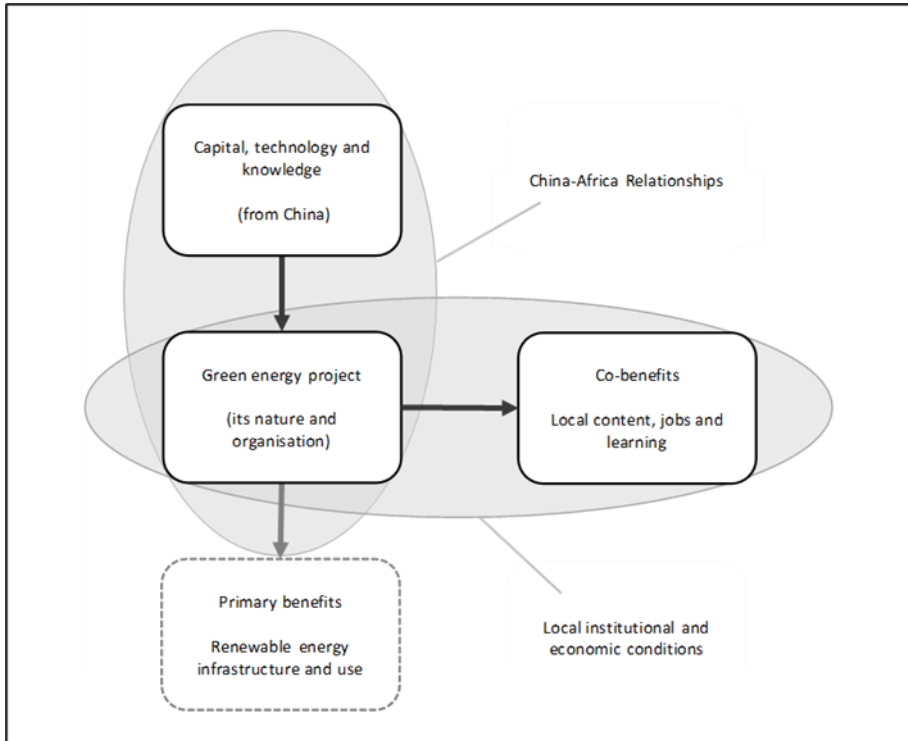 Capital, technology and
knowledge
(from China)
China-Africa Relationships
Green energy project
(its nature and
organisation)
Co-benefits
Local content, jobs and
learning
Primary benefits
Renewable energy
infrastructure and use
Local institutional and
economic conditions